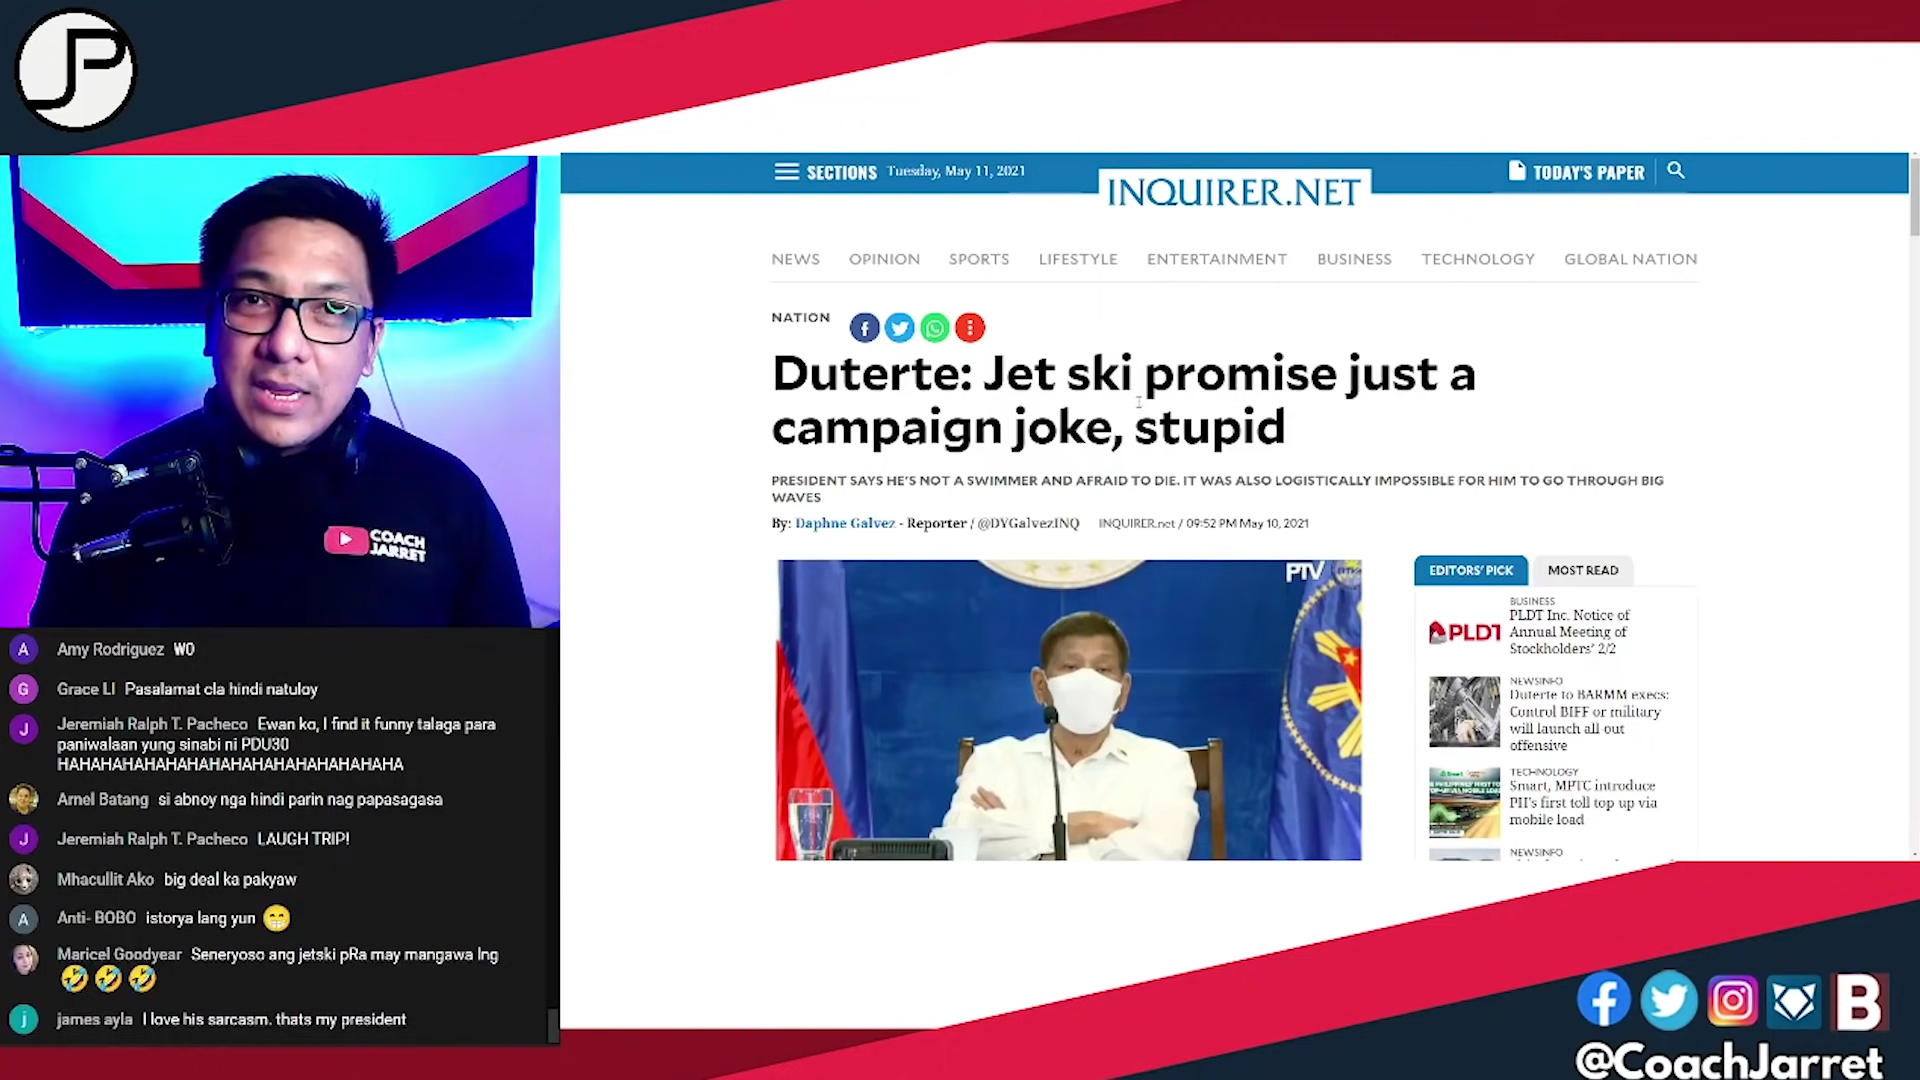 JP
SECTIONS Tuesday, May 11, 2021
INQUIRER.NET
TODAY'S PAPER
NEWS OPINION SPORTS LIFESTYLE ENTERTAINMENT BUSINESS TECHNOLOGY GLOBAL NATION
NATION
Duterte: Jet ski promise just a
campaign joke, stupid
PRESIDENT SAYS HE'S NOT A SWIMMER AND AFRAID TO DIE. IT WAS ALSO LOGISTICALLY IMPOSSIBLE FOR HIM TO GO THROUGH BIG
WAVES
By: Daphne Galvez - Reporter / @DYGalvezINQ INQUIRER.net / 09:52 PM May 10, 2021
PTV
EDITORS' PICK MOST READ
BUSINESS
PLDT Inc. Notice of
Annual Meeting of
Stockholders' 2/2
PLDT
NEWSINFO
Duterte to BARMM execs:
Control BIFF or military
will launch all-out
offensive
TECHNOLOGY
Smart, MPTC introduce
PH's first toll top up via
mobile load
NEWSINFO
COACH
JARRET
A Amy Rodriguez WO
G Grace LI Pasalamat cla hindi natuloy
J Jeremiah Ralph T. Pacheco Ewan ko, I find it funny talaga para
paniwalaan yung sinabi ni PDU30
HAHAHAHAHAHAHAHAHAHAHAHAHAHAHA
Arnel Batang si abnoy nga hindi parin nag papasagasa
J Jeremiah Ralph T. Pacheco LAUGH TRIP!
Mhacullit Ako big deal ka pakyaw
A Anti- BOBO istorya lang yun 😁
Maricel Goodyear Seneryoso ang jetski pRa may mangawa lng
🤣🤣🤣
j james ayla I love his sarcasm. thats my president
B
@CoachJarret